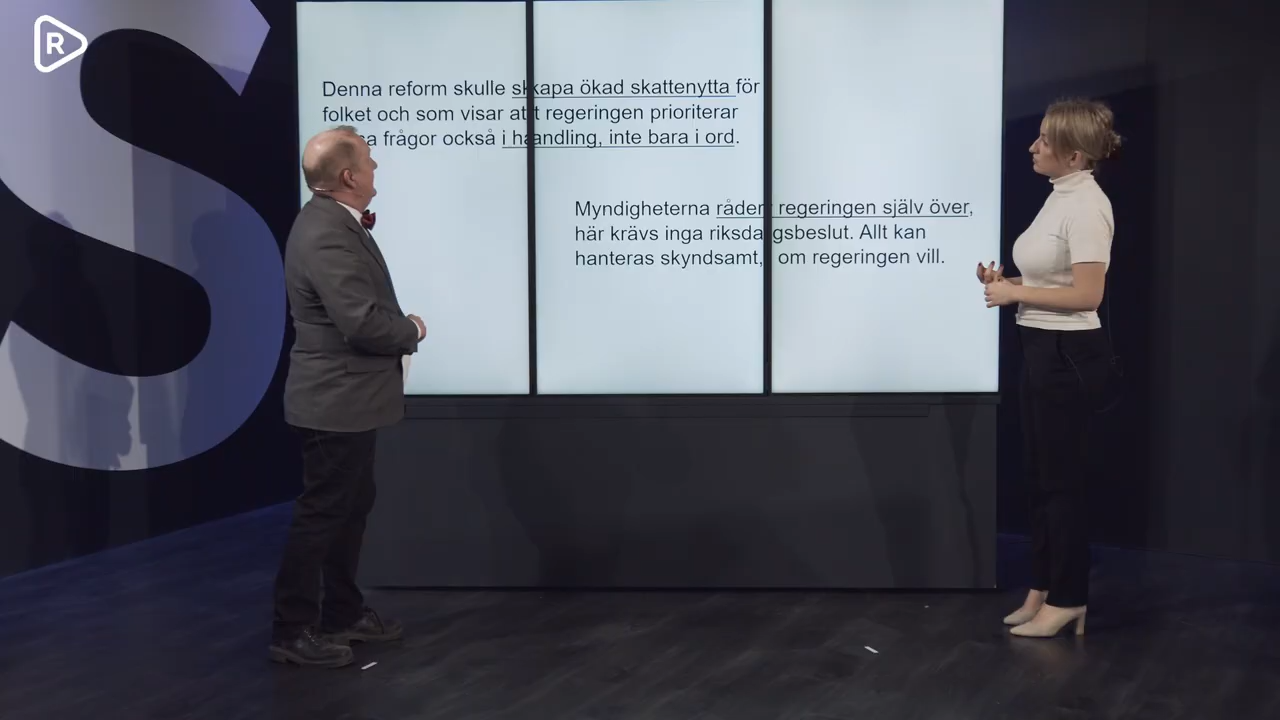 R
Denna reform skulle skapa ökad skattenytta för
folket och som visar att regeringen prioriterar
frågor också i handling, inte bara i ord.
Myndigheterna råder regeringen själv över,
här krävs inga riksdagsbeslut. Allt kan
hanteras skyndsamt, om regeringen vill.
S